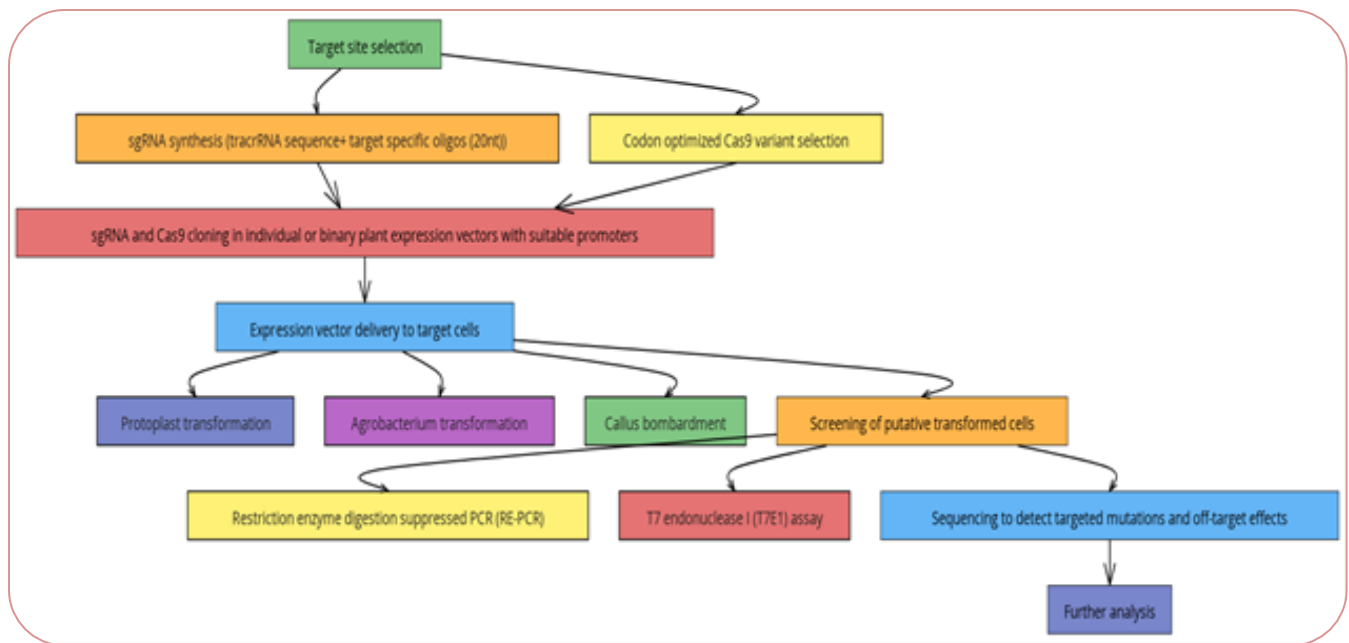 Target site selection
sgRNA synthesis (tracrRNA sequence+ target specific oligos (20nt))
Codon optimized Cas9 variant selection
sgRNA and Cas9 cloning in individual or binary plant expression vectors with suitable promoters
Expression vector delivery to target cells
Protoplast transformation
Agrobacterium transformation
Callus bombardment
Screening of putative transformed cells
Restriction enzyme digestion suppressed PCR (RE-PCR)
T7 endonuclease I (T7E1) assay
Sequencing to detect targeted mutations and off-target effects
Further analysis